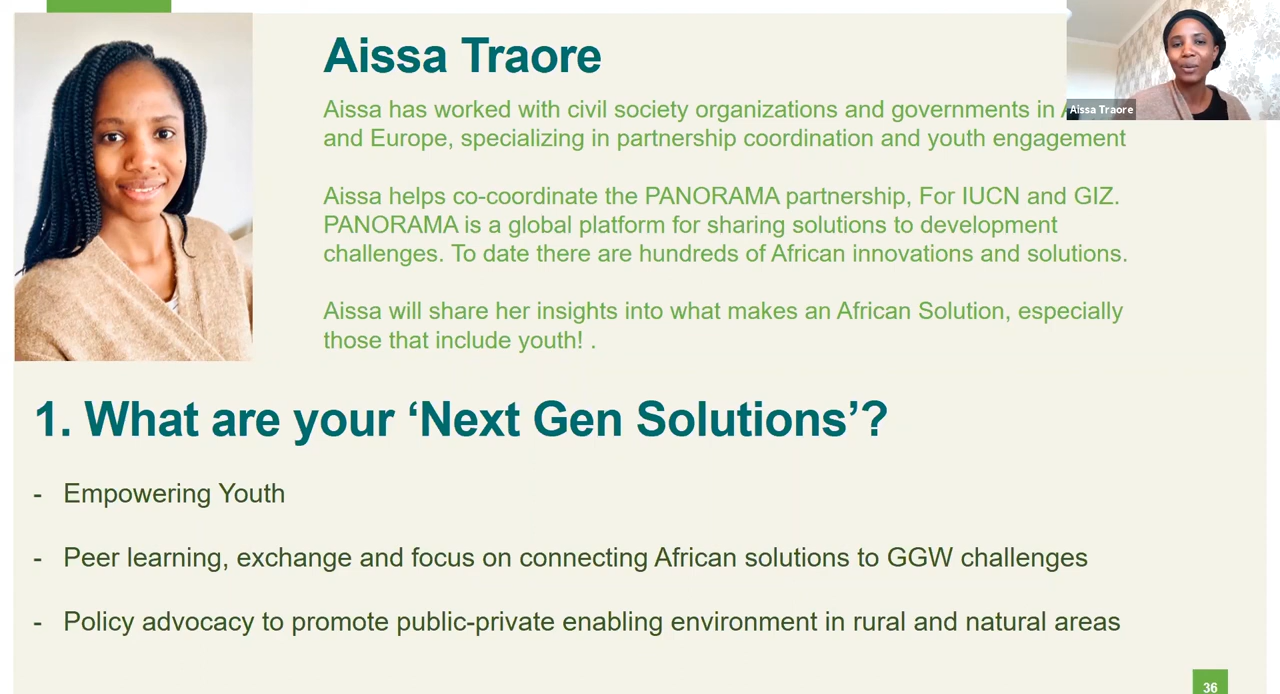 Aissa Traore
Aissa Traore
Aissa has worked with civil society organizations and governments in
and Europe, specializing in partnership coordination and youth engagement
Aissa helps co-coordinate the PANORAMA partnership, For IUCN and GIZ.
PANORAMA is a global platform for sharing solutions to development
challenges. To date there are hundreds of African innovations and solutions.
Aissa will share her insights into what makes an African Solution, especially
those that include youth! .
1. What are your ‘Next Gen Solutions’?
- Empowering Youth
- Peer learning, exchange and focus on connecting African solutions to GGW challenges
- Policy advocacy to promote public-private enabling environment in rural and natural areas
36